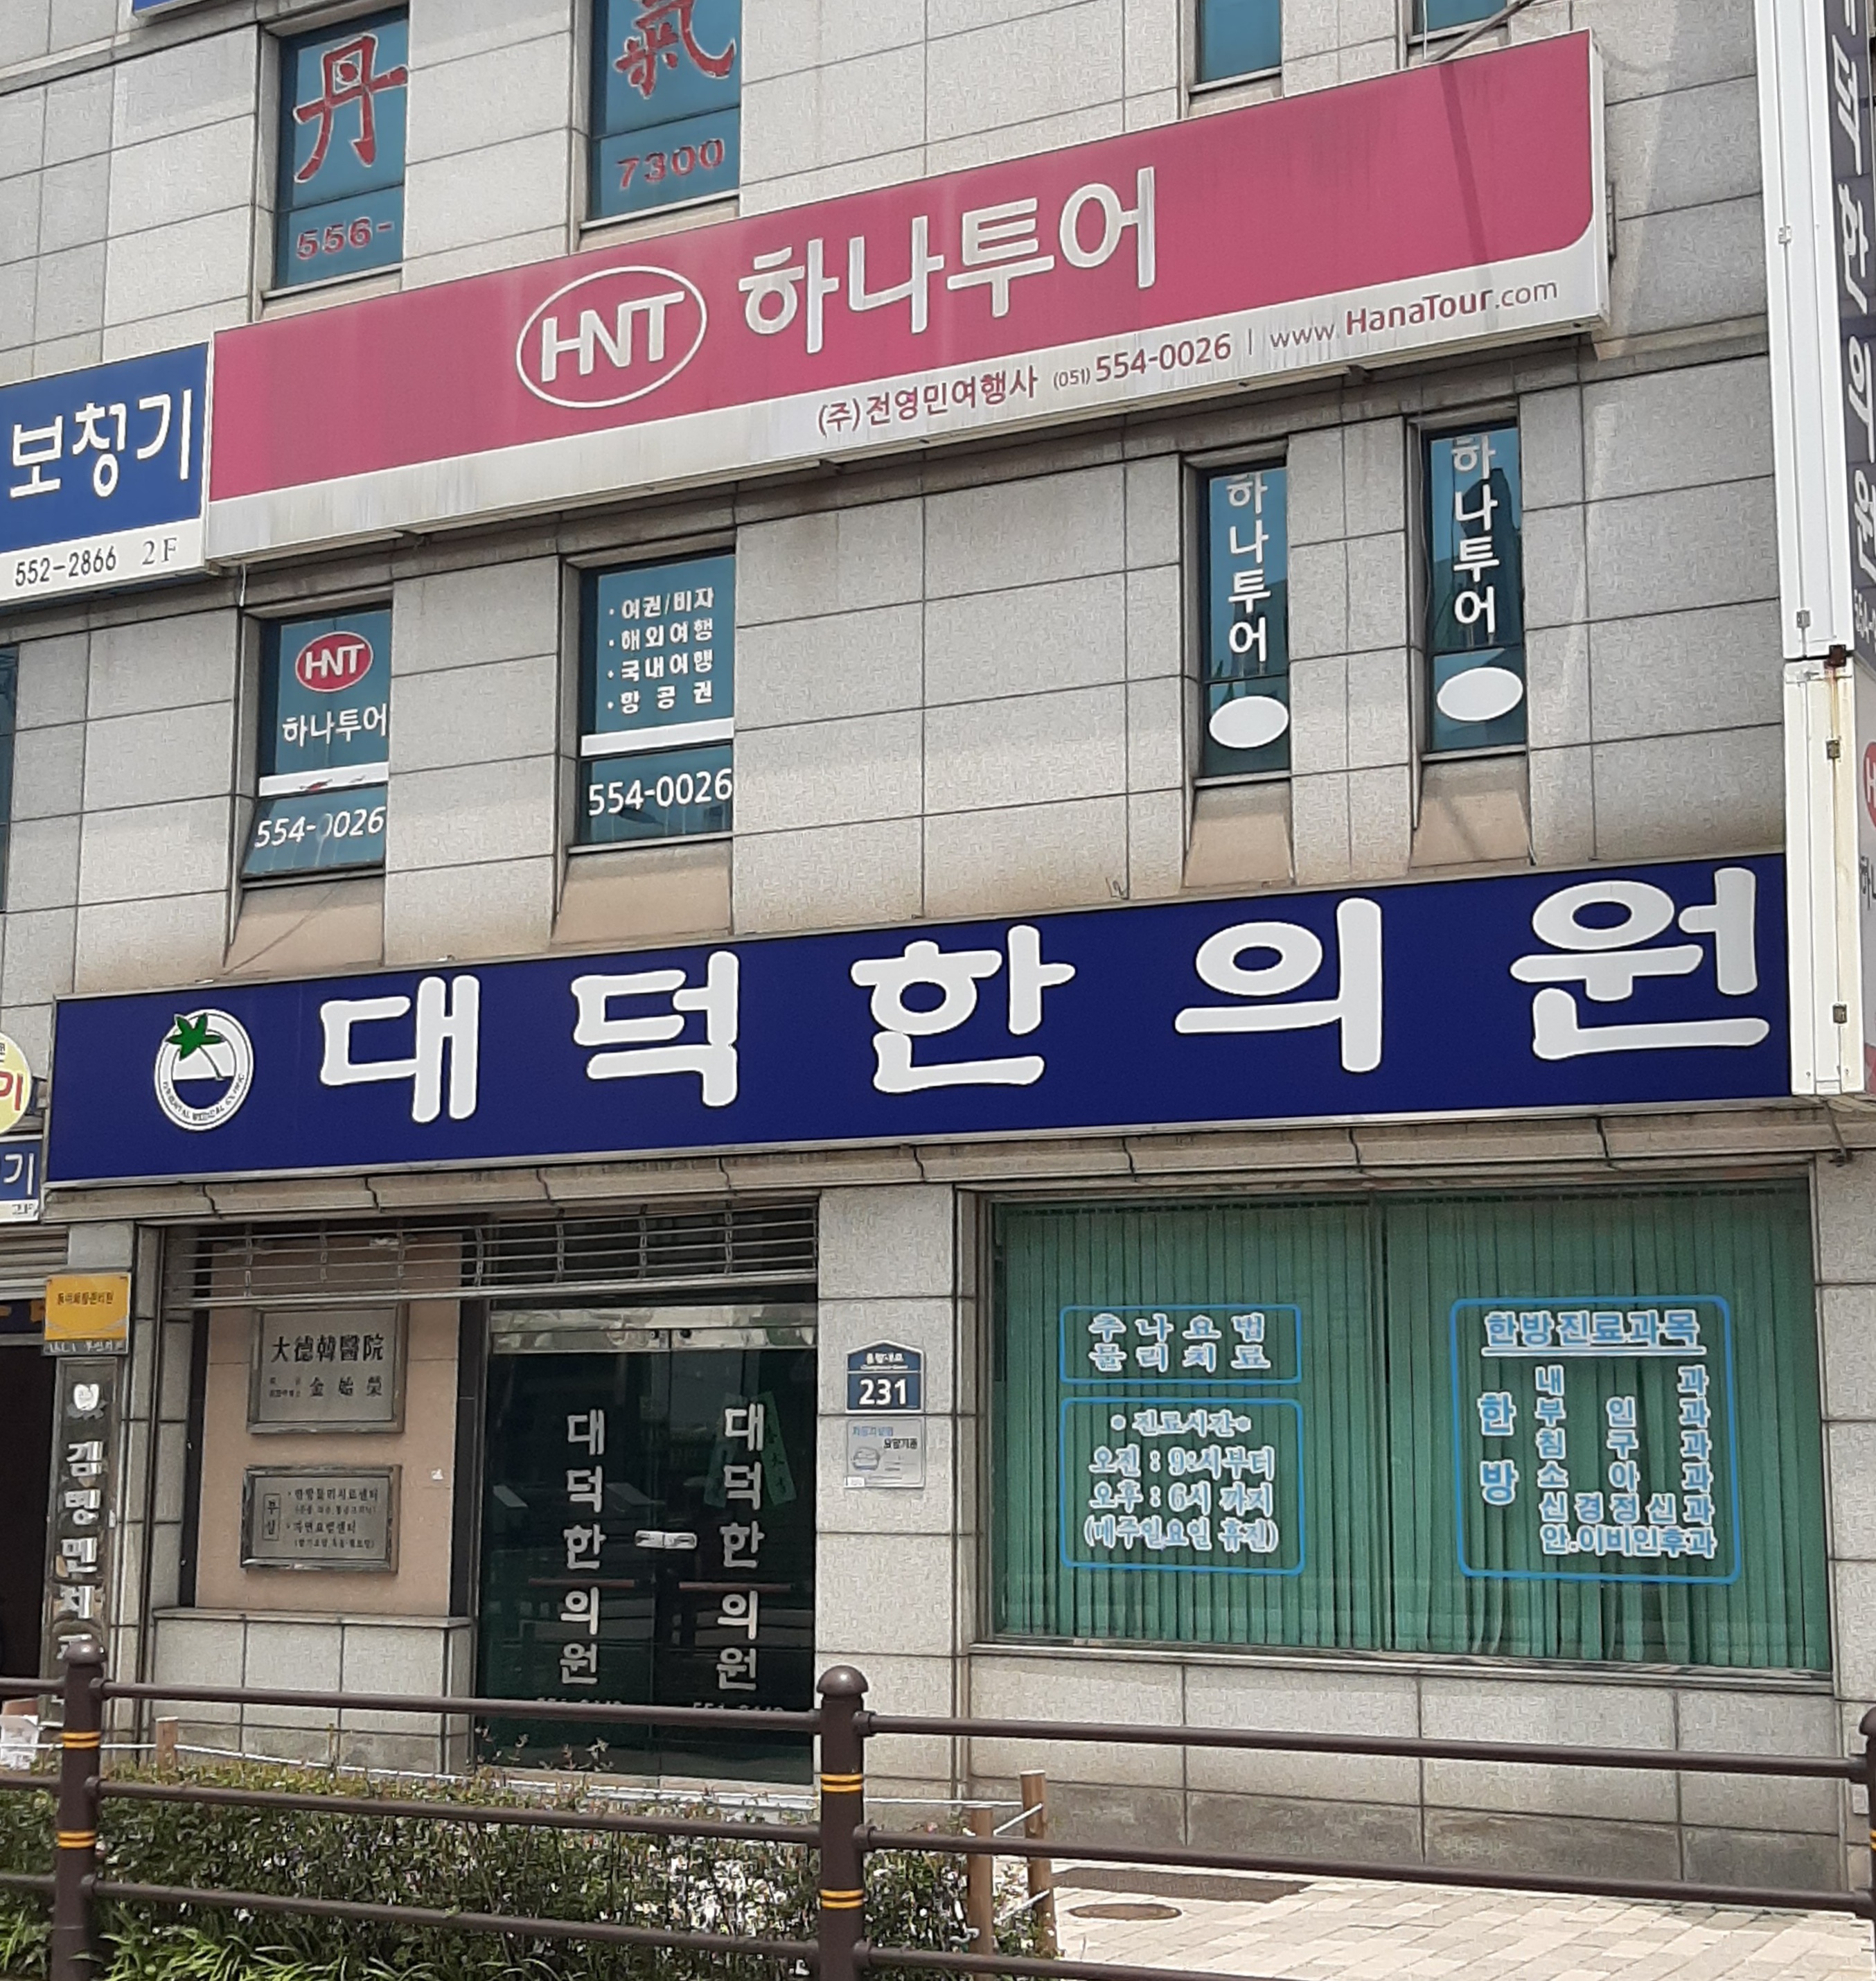 丹
氣
556-
7300
HNT 하나투어
(주)전영민여행사 (051) 554-0026 | www.HanaTour.com
보청기
552-2866 2F
HNT
하나투어
554-0026
· 여권/비자
· 해외여행
· 국내여행
· 항공권
554-0026
하나투어
하나투어
대덕한의원
大德韓醫院
金始榮
대덕한의원
대덕한의원
231
추나요법
물리치료
진료시간
오전 : 9시부터
오후 : 6시 까지
(매주일요일 휴진)
한방진료과목
한방
내과
부인과
침구과
소아과
신경정신과
안.이비인후과